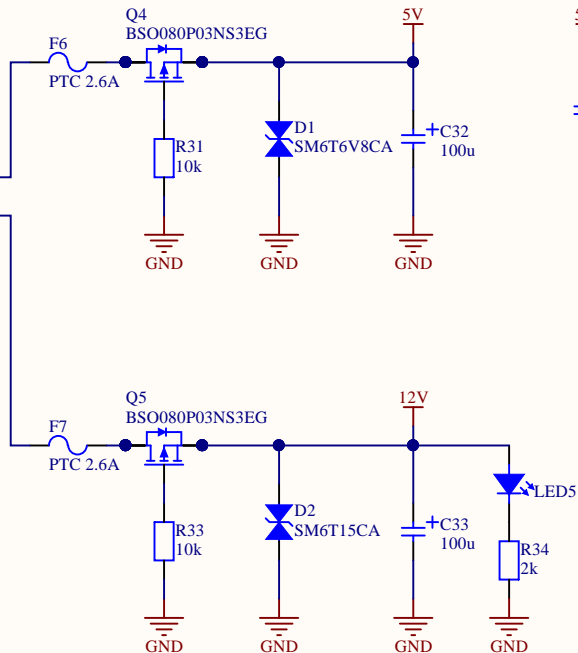 Q4
BSO080P03NS3EG
F6
PTC 2.6A
5V
R31
10k
D1
SM6T6V8CA
C32
100u
GND
GND
GND
Q5
BSO080P03NS3EG
F7
PTC 2.6A
12V
R33
10k
D2
SM6T15CA
C33
100u
LED5
R34
2k
GND
GND
GND
GND